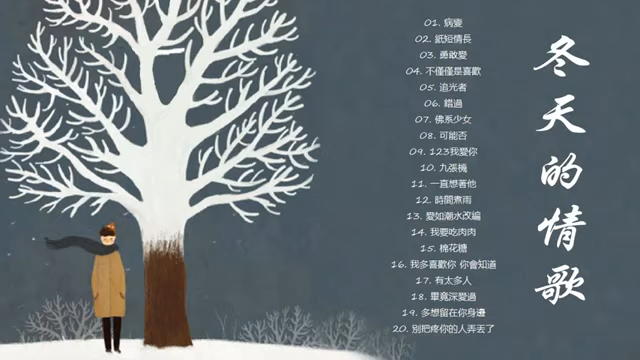 01. 病變
02. 紙短情長
03. 勇敢愛
04. 不僅僅是喜歡
05. 追光者
06. 錯過
07. 佛系少女
08. 可能否
09. 123我愛你
10. 九張機
11. 一直想著他
12. 時間煮雨
13. 愛如潮水改編
14. 我要吃肉肉
15. 棉花糖
16. 我多喜歡你 你會知道
17. 有太多人
18. 畢竟深愛過
19. 多想留在你身邊
20. 別把疼你的人弄丟了
冬天的情歌